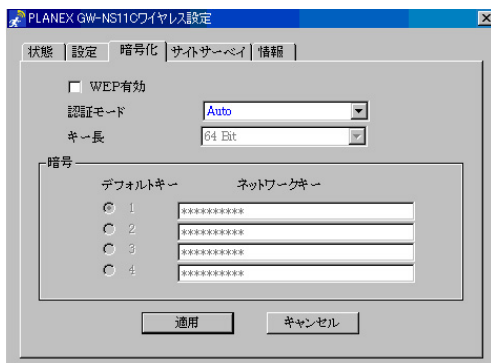 PLANEX GW-NS11Cワイヤレス設定
状態 設定 暗号化 サイトサーベイ 情報
WEP有効
認証モード Auto
キー長 64 Bit
暗号
デフォルトキー ネットワークキー
1 **********
2 **********
3 **********
4 **********
適用 キャンセル